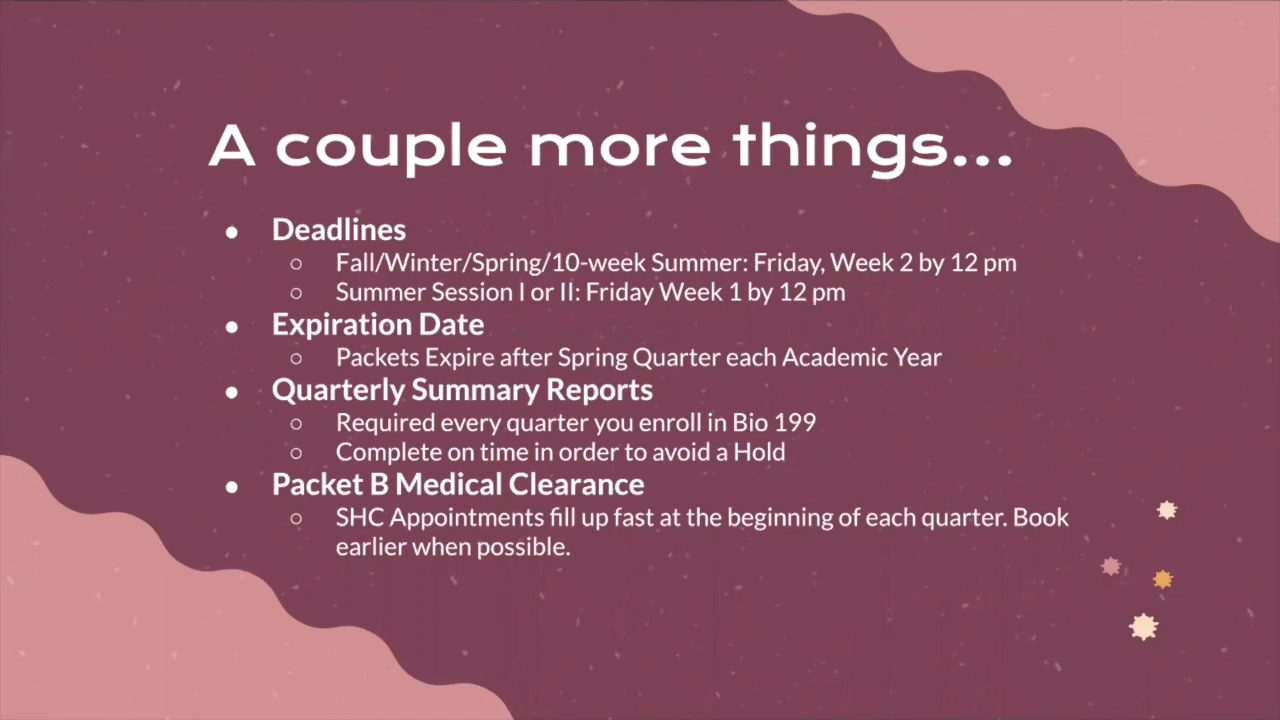 A couple more things...
● Deadlines
○ Fall/Winter/Spring/10-week Summer: Friday, Week 2 by 12 pm
○ Summer Session I or II: Friday Week 1 by 12 pm
● Expiration Date
○ Packets Expire after Spring Quarter each Academic Year
● Quarterly Summary Reports
○ Required every quarter you enroll in Bio 199
○ Complete on time in order to avoid a Hold
● Packet B Medical Clearance
○ SHC Appointments fill up fast at the beginning of each quarter. Book
earlier when possible.